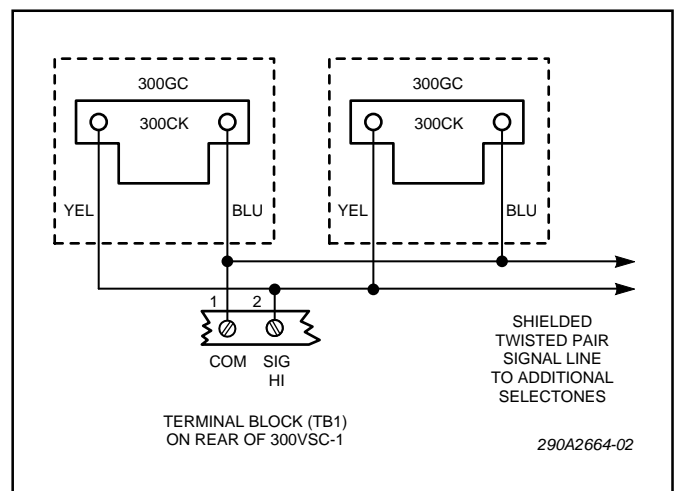 300GC
300CK
YEL
BLU
300GC
300CK
YEL
BLU
1
2
COM
SIG
HI
TERMINAL BLOCK (TB1)
ON REAR OF 300VSC-1
SHIELDED
TWISTED PAIR
SIGNAL LINE
TO ADDITIONAL
SELECTONES
290A2664-02